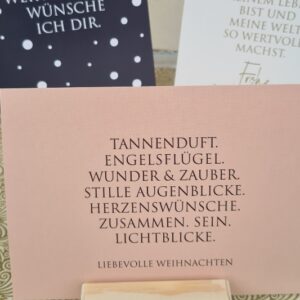 WÜNSCHE
ICH DIR.
BIST UND
MEINE WELT
SO WERTVOLL
MACHST.
TANNENDUFT.
ENGELSFLÜGEL.
WUNDER & ZAUBER.
STILLE AUGENBLICKE.
HERZENSWÜNSCHE.
ZUSAMMEN. SEIN.
LICHTBLICKE.
LIEBEVOLLE WEIHNACHTEN